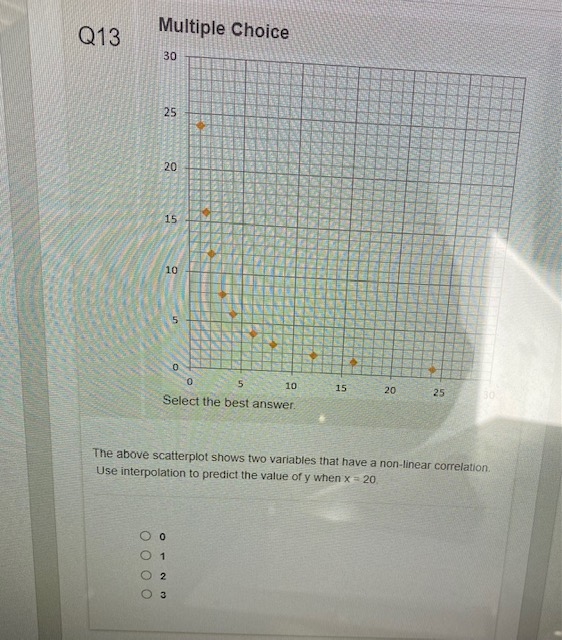 Q13
Multiple Choice
30
25
20
15
10
5
0
0 5 10 15 20 25 30
Select the best answer.
The above scatterplot shows two variables that have a non-linear correlation.
Use interpolation to predict the value of y when x = 20.
0
1
2
3